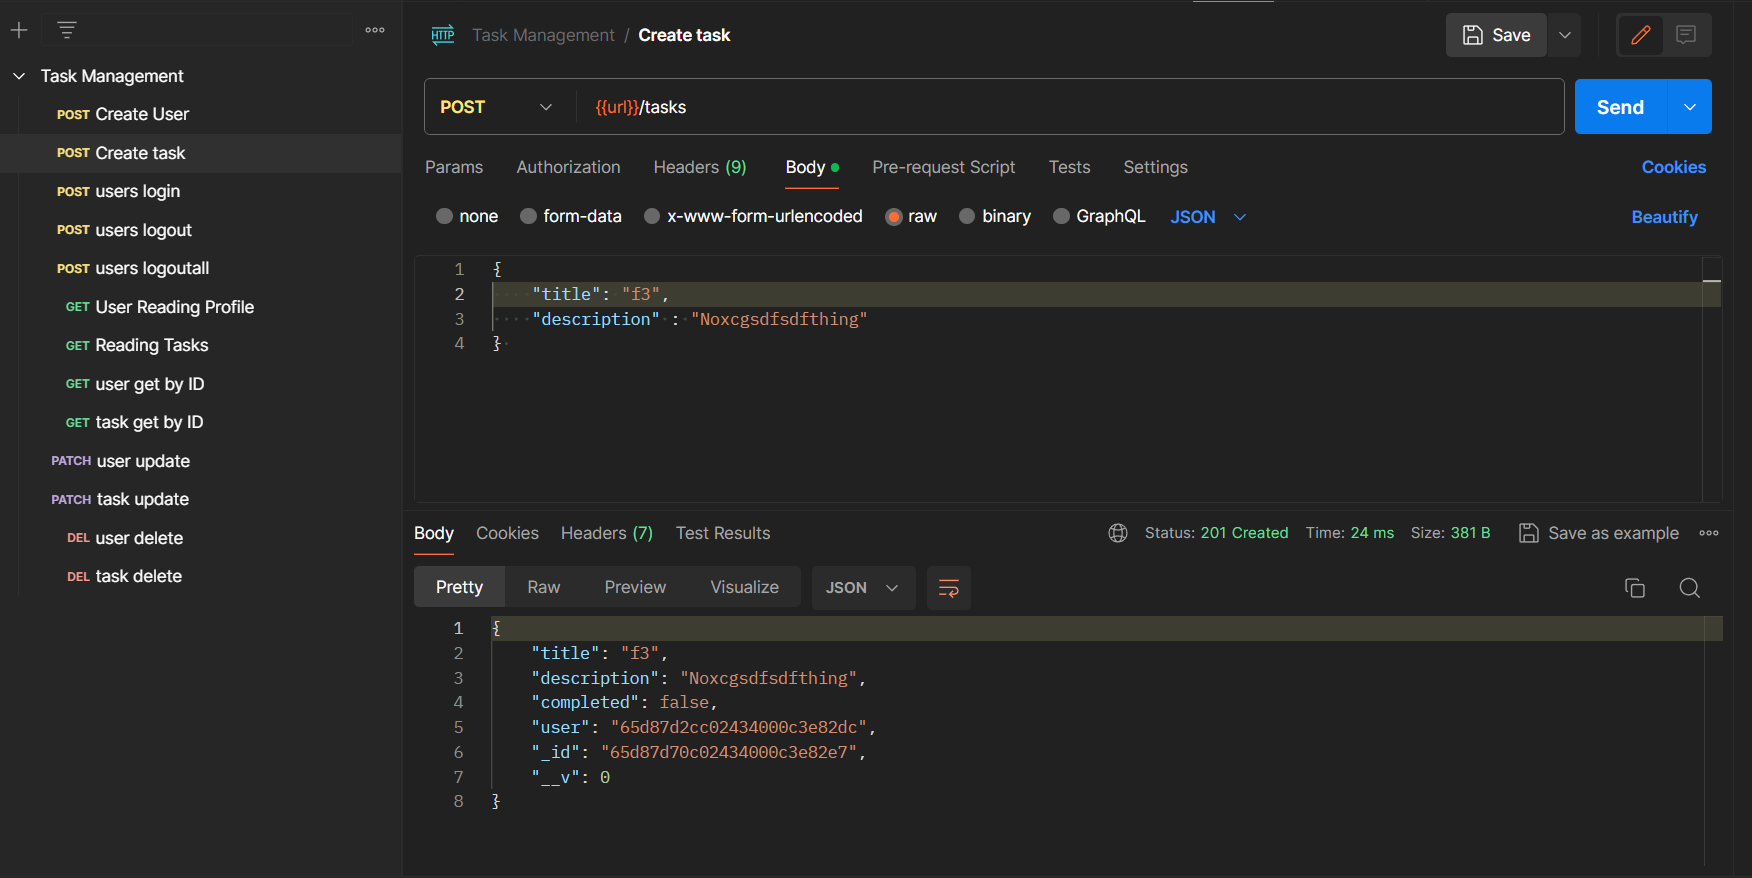 Task Management
POST Create User
POST Create task
POST users login
POST users logout
POST users logoutall
GET User Reading Profile
GET Reading Tasks
GET user get by ID
GET task get by ID
PATCH user update
PATCH task update
DEL user delete
DEL task delete
HTTP Task Management / Create task
Save
POST {{url}}/tasks
Send
Params Authorization Headers (9) Body Pre-request Script Tests Settings Cookies
none form-data x-www-form-urlencoded raw binary GraphQL JSON Beautify
1 {
2 "title": "f3",
3 "description" : "Noxcgsdfsdfthing"
4 }
Body Cookies Headers (7) Test Results Status: 201 Created Time: 24 ms Size: 381 B Save as example
Pretty Raw Preview Visualize JSON
1 {
2 "title": "f3",
3 "description": "Noxcgsdfsdfthing",
4 "completed": false,
5 "user": "65d87d2cc02434000c3e82dc",
6 "_id": "65d87d70c02434000c3e82e7",
7 "__v": 0
8 }